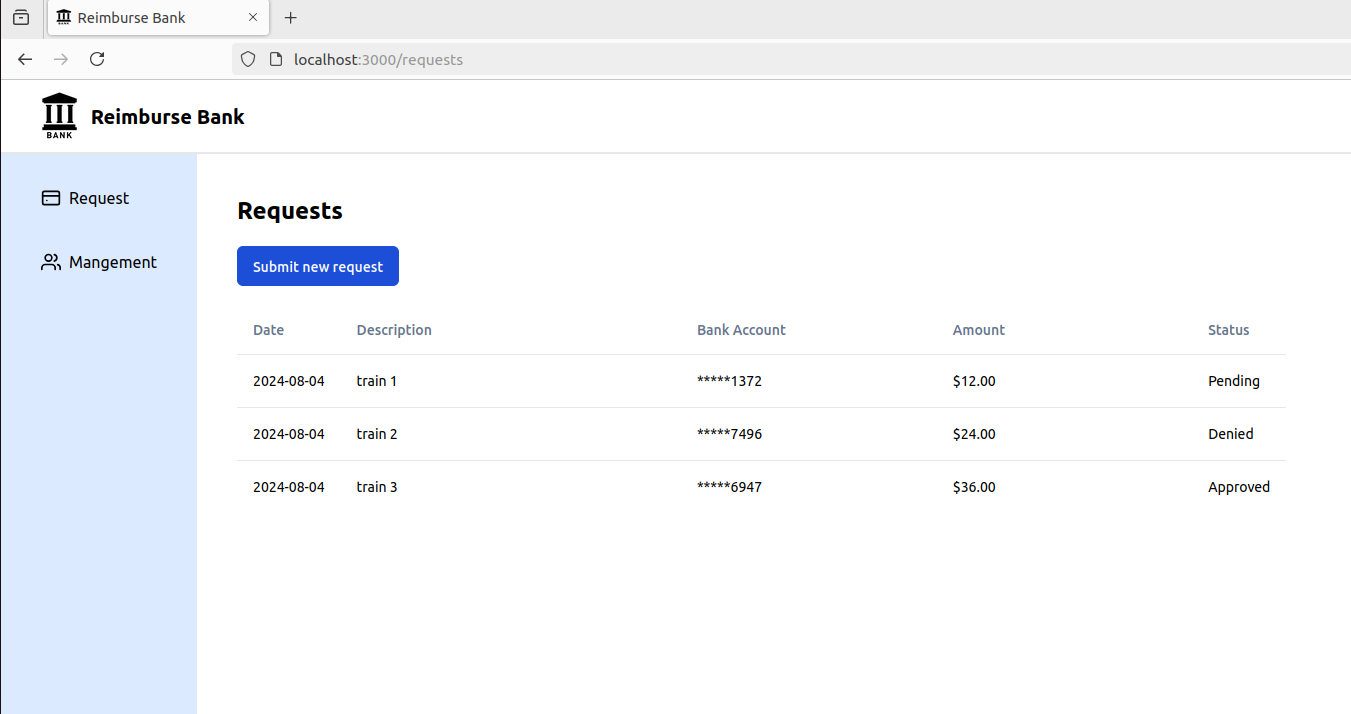 Reimburse Bank
localhost:3000/requests
BANK
Reimburse Bank
Request
Mangement
Requests
Submit new request
Date Description Bank Account Amount Status
2024-08-04 train 1 *****1372 $12.00 Pending
2024-08-04 train 2 *****7496 $24.00 Denied
2024-08-04 train 3 *****6947 $36.00 Approved